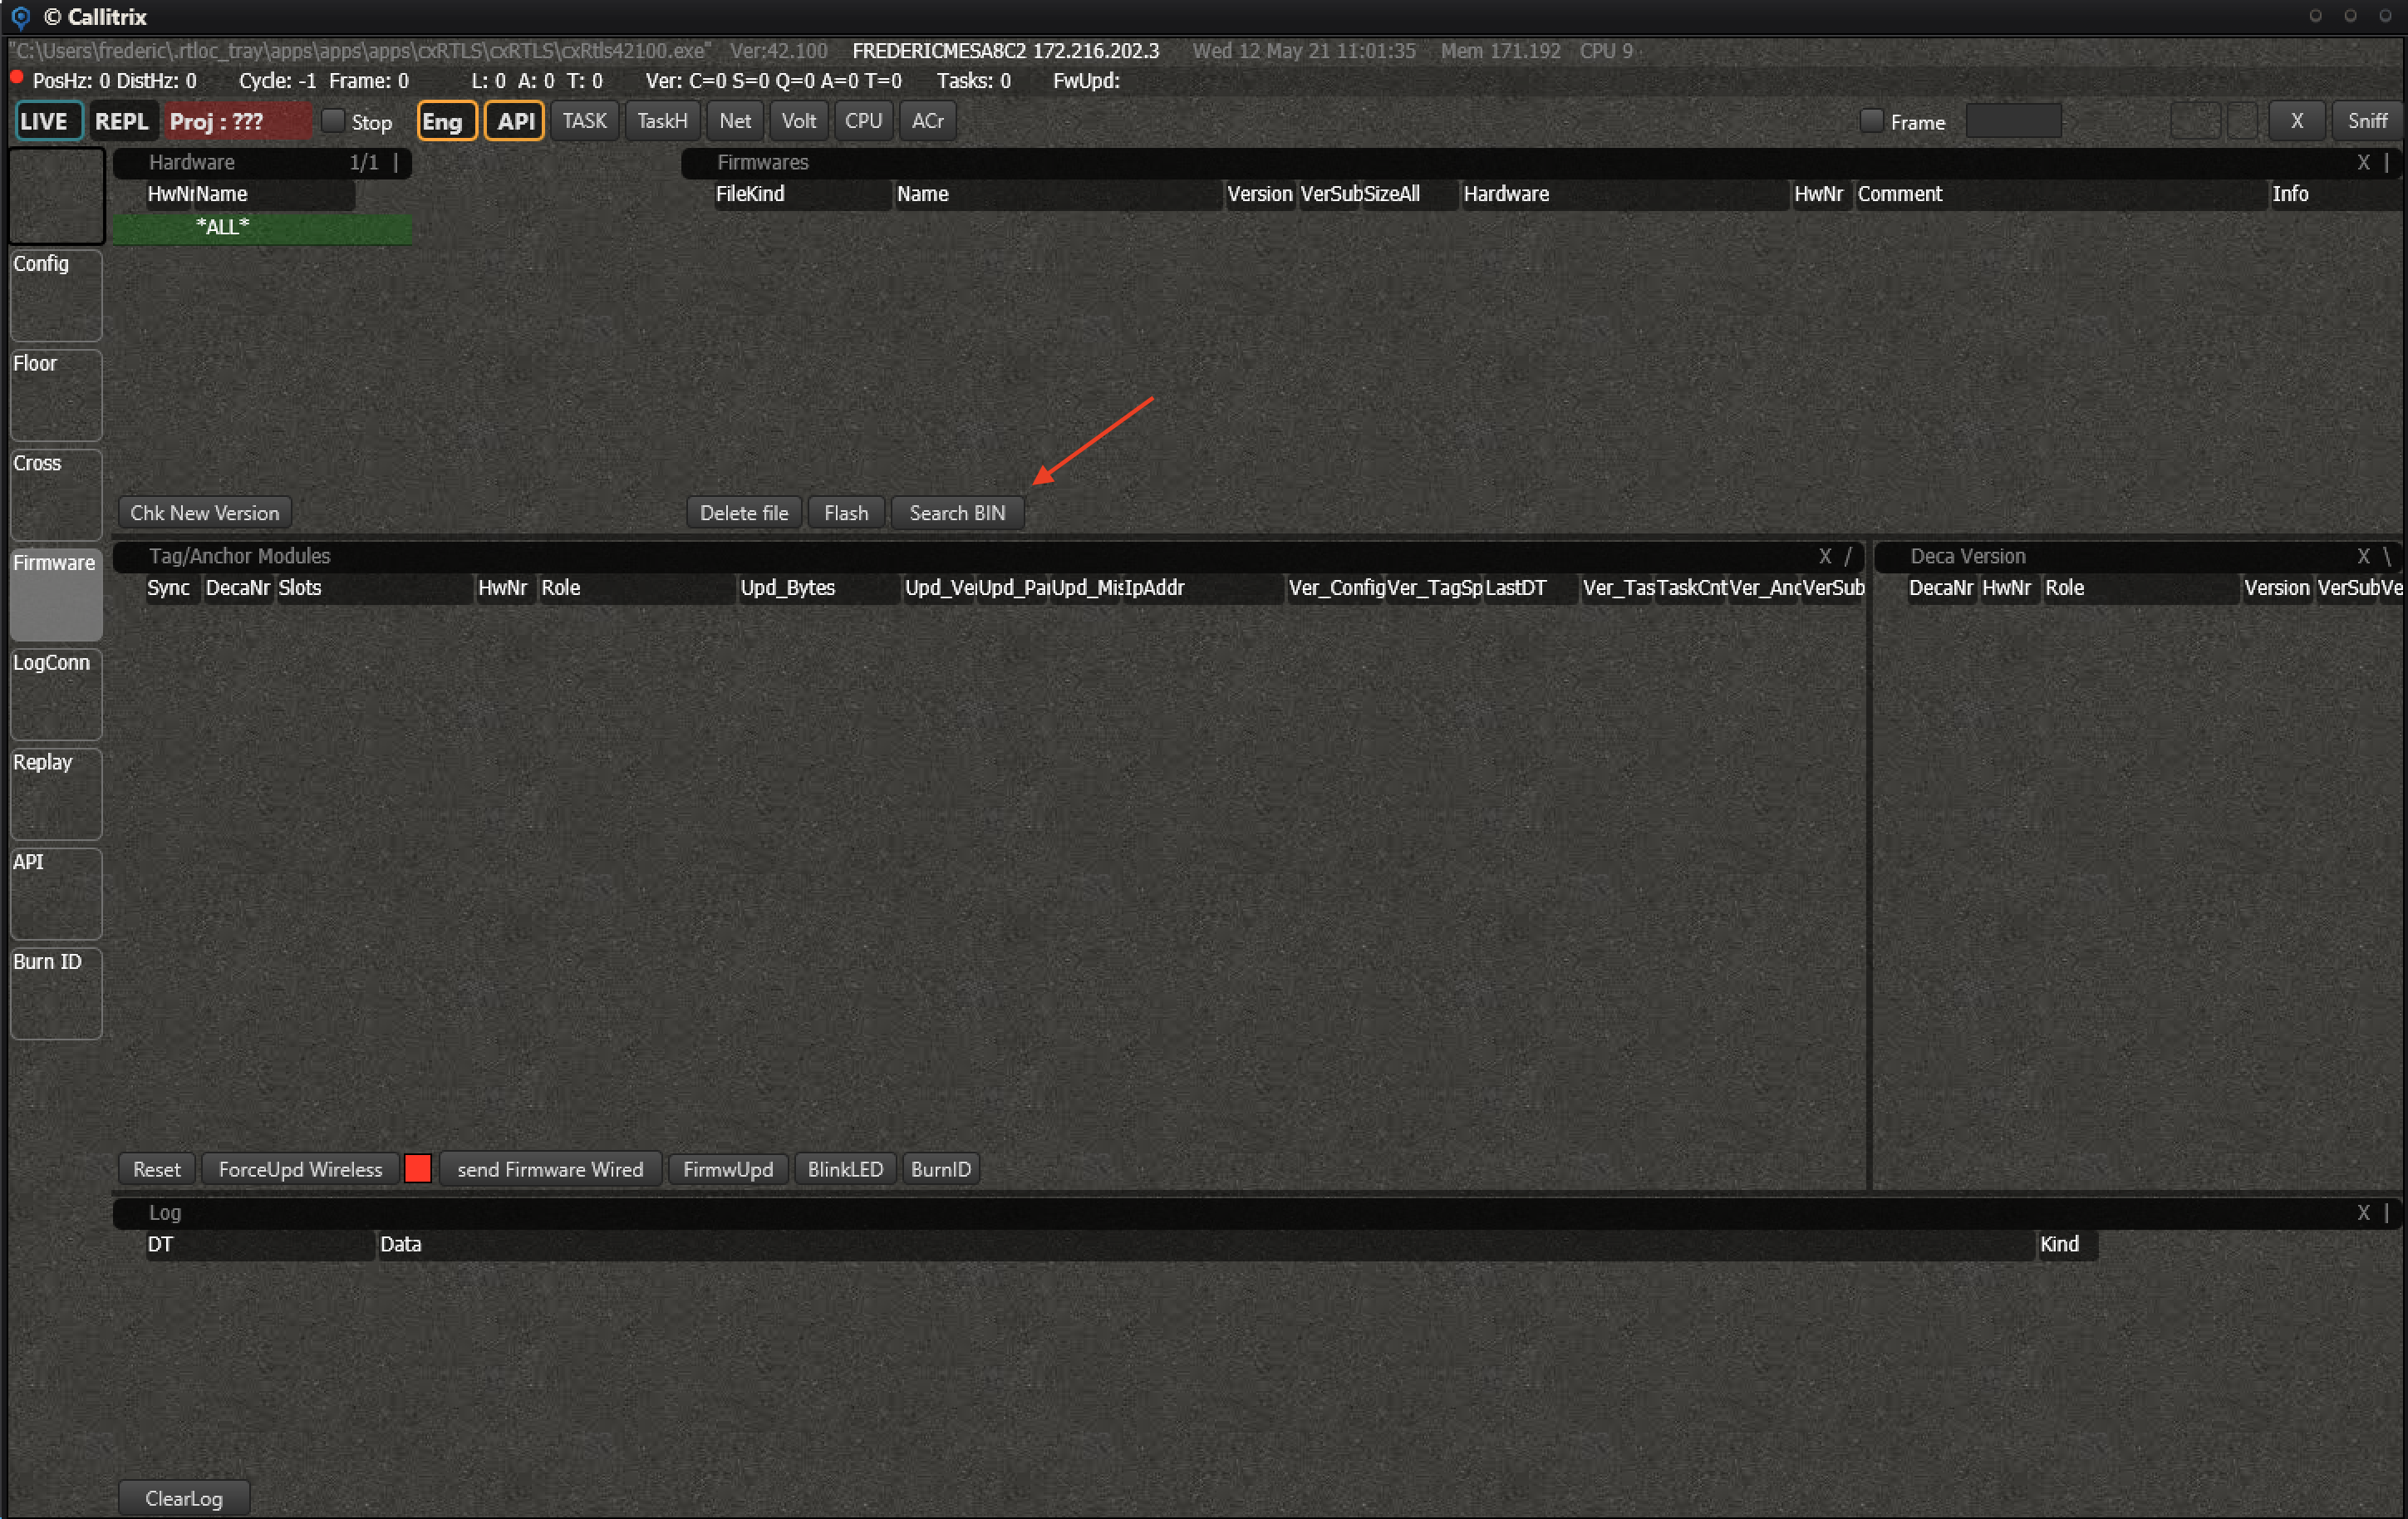 © Callitrix
"C:\Users\frederic\.rtloc_tray\apps\apps\apps\cxRTLS\cxRTLS\cxRtls42100.exe" Ver:42.100 FREDERICMESA8C2 172.216.202.3 Wed 12 May 21 11:01:35 Mem 171.192 CPU 9
PosHz: 0 DistHz: 0 Cycle: -1 Frame: 0 L: 0 A: 0 T: 0 Ver: C=0 S=0 Q=0 A=0 T=0 Tasks: 0 FwUpd:
LIVE REPL Proj : ??? Stop Eng API TASK TaskH Net Volt CPU ACr Frame X Sniff
Hardware 1/1 | Firmwares X |
HwNrName FileKind Name Version VerSubSizeAll Hardware HwNr Comment Info
*ALL*
Config
Floor
Cross
Chk New Version Delete file Flash Search BIN
Firmware Tag/Anchor Modules X / Deca Version X \
Sync DecaNr Slots HwNr Role Upd_Bytes Upd_Ve Upd_Pa Upd_Mis IpAddr Ver_Config Ver_TagSp LastDT Ver_Tas TaskCnt Ver_Anc VerSub DecaNr HwNr Role Version VerSub Ve
LogConn
Replay
API
Burn ID
Reset ForceUpd Wireless send Firmware Wired FirmwUpd BlinkLED BurnID
Log X |
DT Data Kind
ClearLog